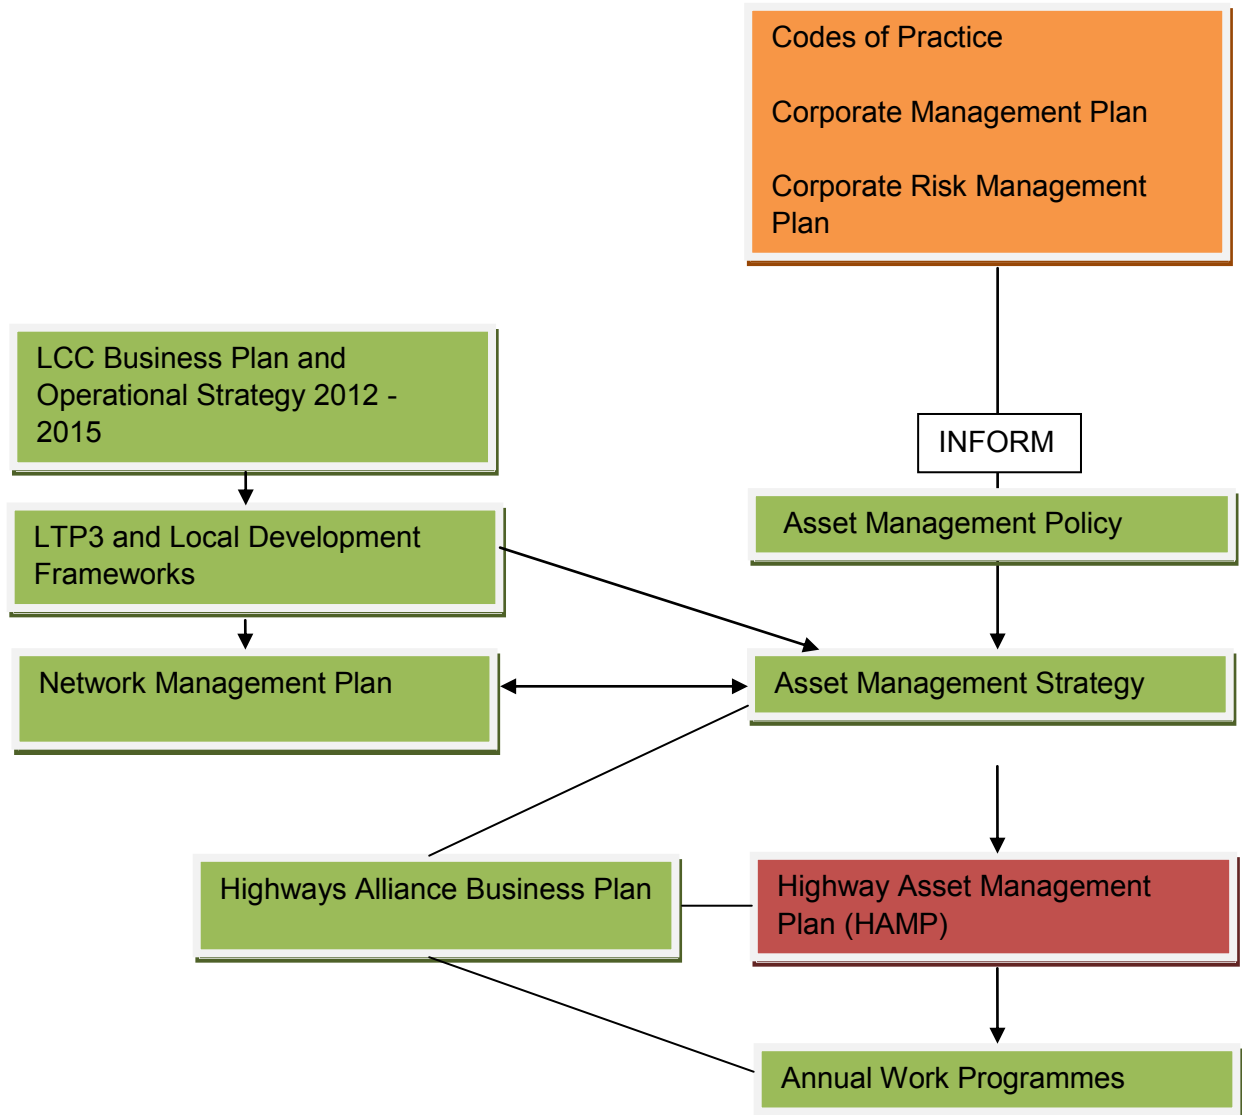 Codes of Practice
Corporate Management Plan
Corporate Risk Management
Plan
LCC Business Plan and
Operational Strategy 2012 -
2015
INFORM
LTP3 and Local Development
Frameworks
Asset Management Policy
Network Management Plan
Asset Management Strategy
Highways Alliance Business Plan
Highway Asset Management
Plan (HAMP)
Annual Work Programmes